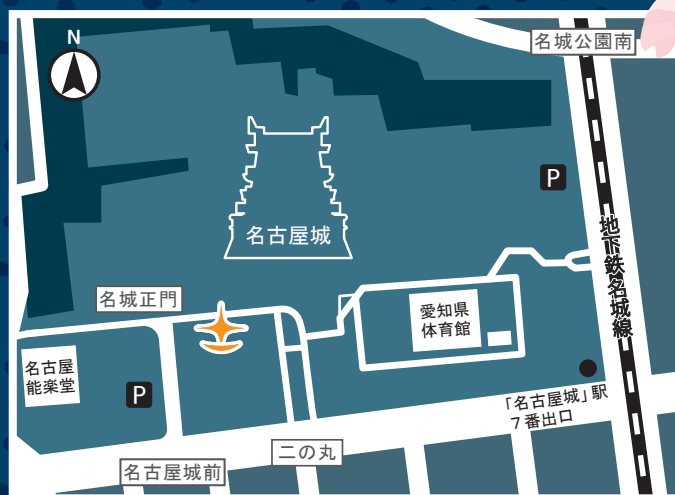 N
名城公園南
P
地下鉄名城線
名古屋城
名城正門
愛知県
体育館
名古屋
能楽堂
P
「名古屋城」駅
7番出口
二の丸
名古屋城前